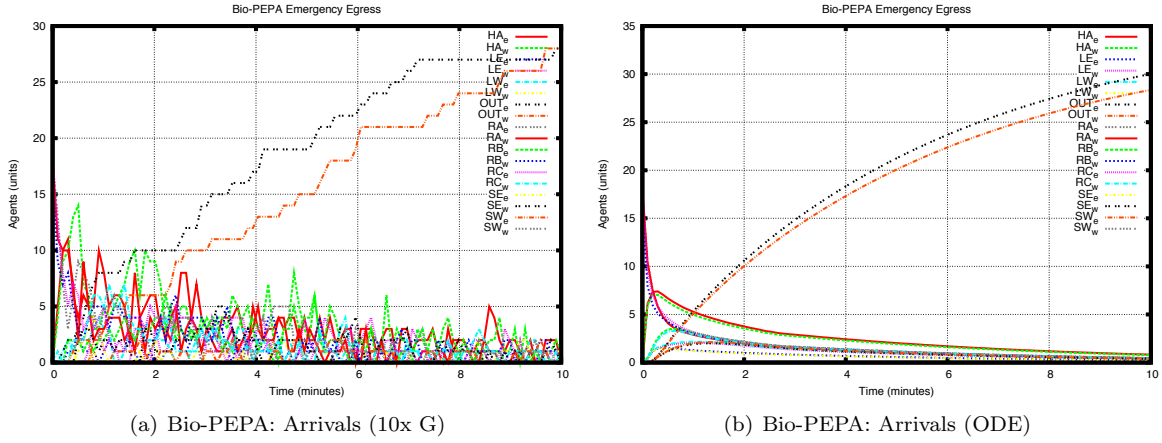 Bio-PEPA Emergency Egress
30
25
20
15
10
5
0
0 2 4 6 8 10
Agents (units)
Time (minutes)
HAe
HAw
LEe
LEw
LWe
LWw
OUTe
OUTw
RAe
RAw
RBe
RBw
RCe
RCw
SEe
SEw
SWe
SWw
(a) Bio-PEPA: Arrivals (10x G)
Bio-PEPA Emergency Egress
35
30
25
20
15
10
5
0
0 2 4 6 8 10
Agents (units)
Time (minutes)
HAe
HAw
LEe
LEw
LWe
LWw
OUTe
OUTw
RAe
RAw
RBe
RBw
RCe
RCw
SEe
SEw
SWe
SWw
(b) Bio-PEPA: Arrivals (ODE)